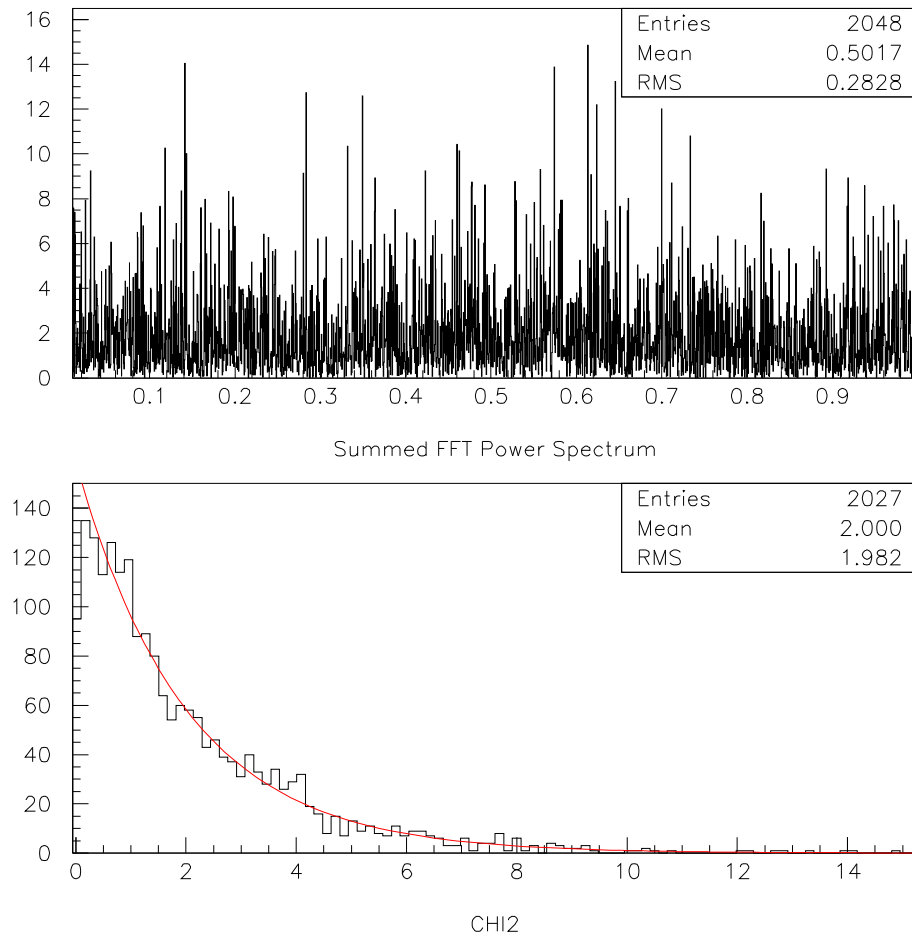 16
14
12
10
8
6
4
2
0
Entries 2048
Mean 0.5017
RMS 0.2828
0.1 0.2 0.3 0.4 0.5 0.6 0.7 0.8 0.9
Summed FFT Power Spectrum
140
120
100
80
60
40
20
0
Entries 2027
Mean 2.000
RMS 1.982
0 2 4 6 8 10 12 14
CHI2